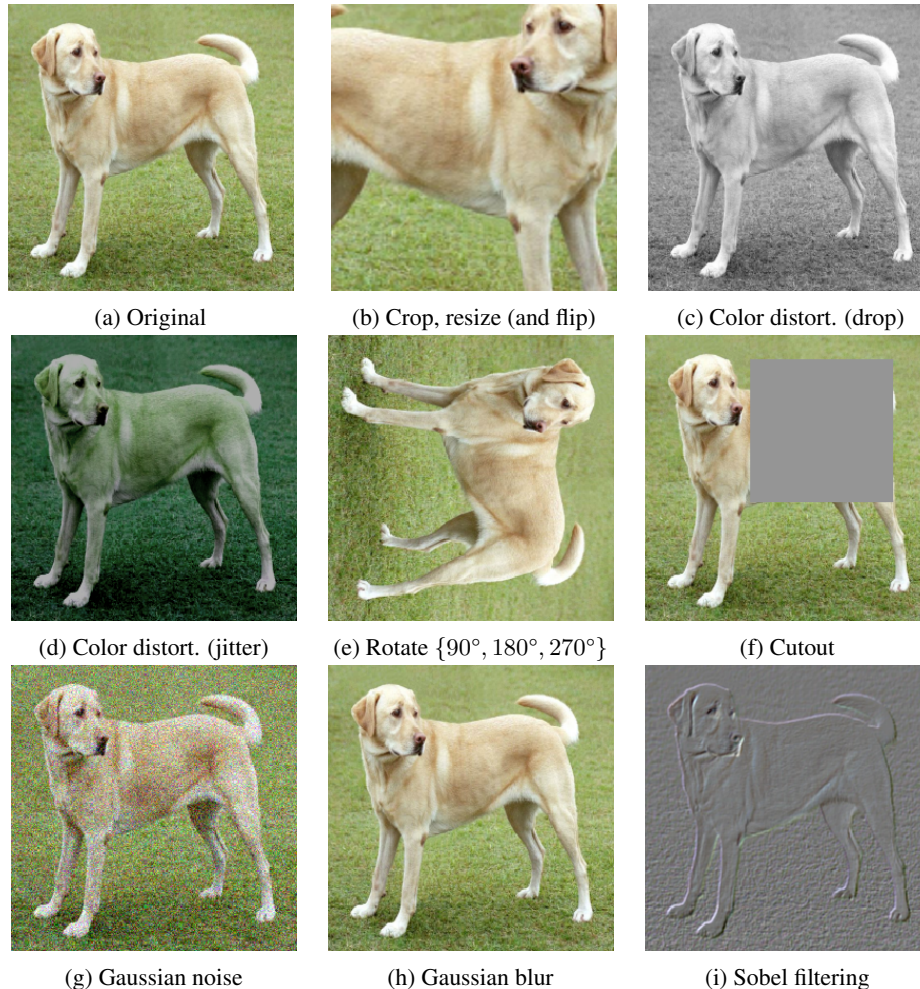 (a) Original
(b) Crop, resize (and flip)
(c) Color distort. (drop)
(d) Color distort. (jitter)
(e) Rotate {90°, 180°, 270°}
(f) Cutout
(g) Gaussian noise
(h) Gaussian blur
(i) Sobel filtering